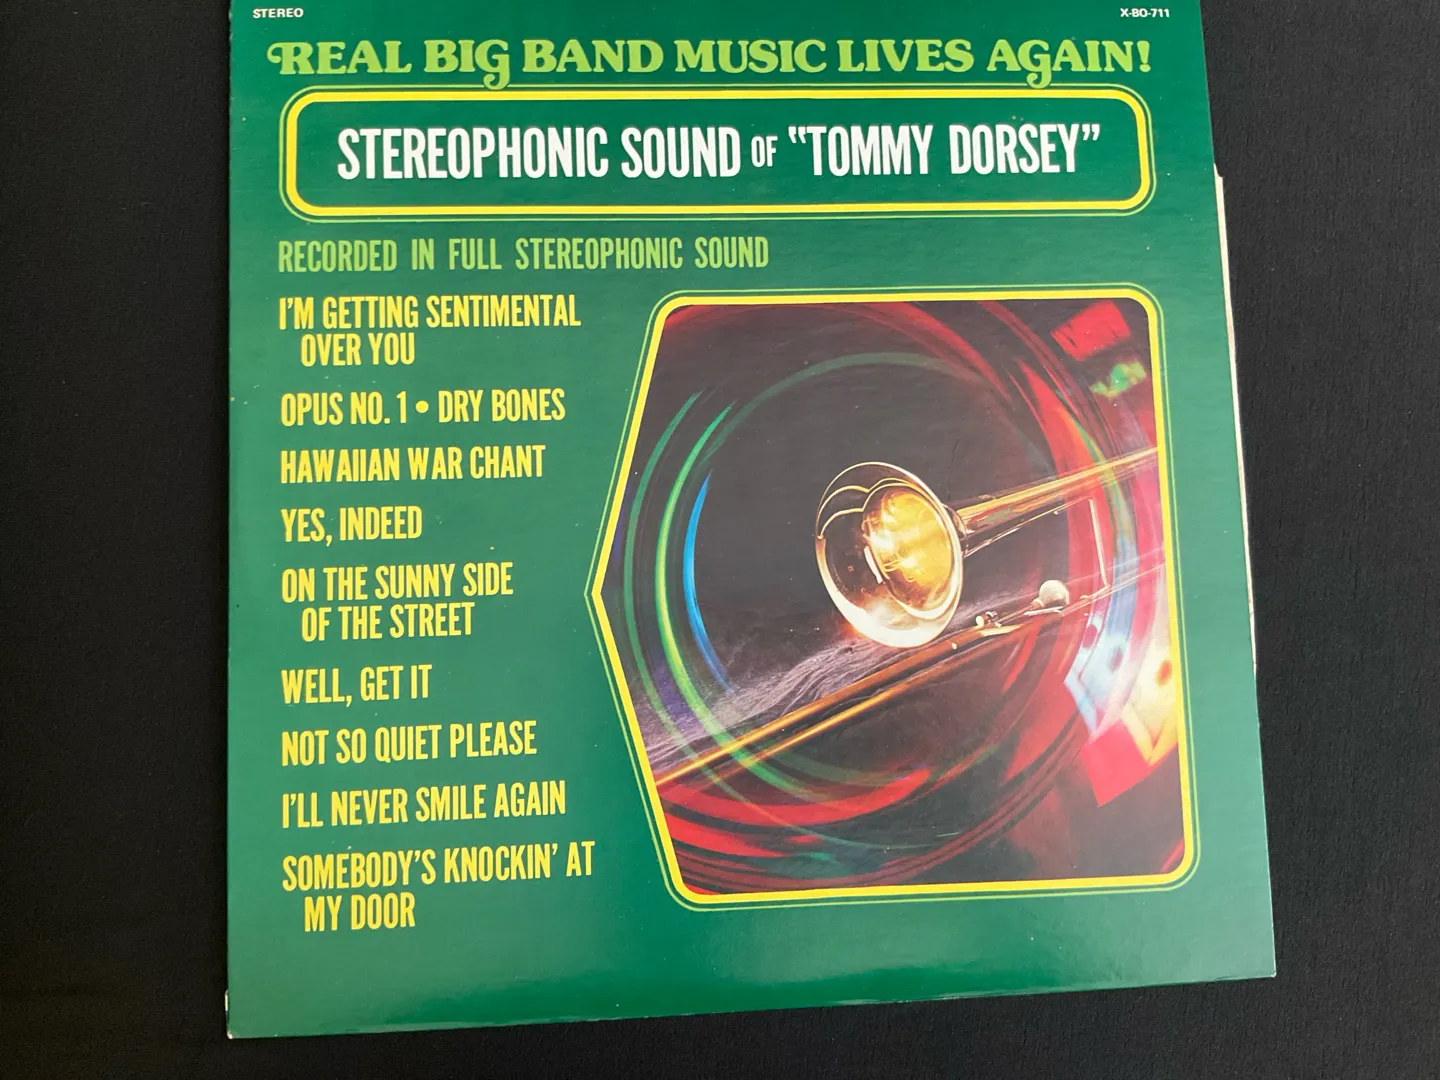 STEREO
X-BO-711
REAL BIG BAND MUSIC LIVES AGAIN!
STEREOPHONIC SOUND OF "TOMMY DORSEY"
RECORDED IN FULL STEREOPHONIC SOUND
I'M GETTING SENTIMENTAL
OVER YOU
OPUS NO. 1 • DRY BONES
HAWAIIAN WAR CHANT
YES, INDEED
ON THE SUNNY SIDE
OF THE STREET
WELL, GET IT
NOT SO QUIET PLEASE
I'LL NEVER SMILE AGAIN
SOMEBODY'S KNOCKIN' AT
MY DOOR